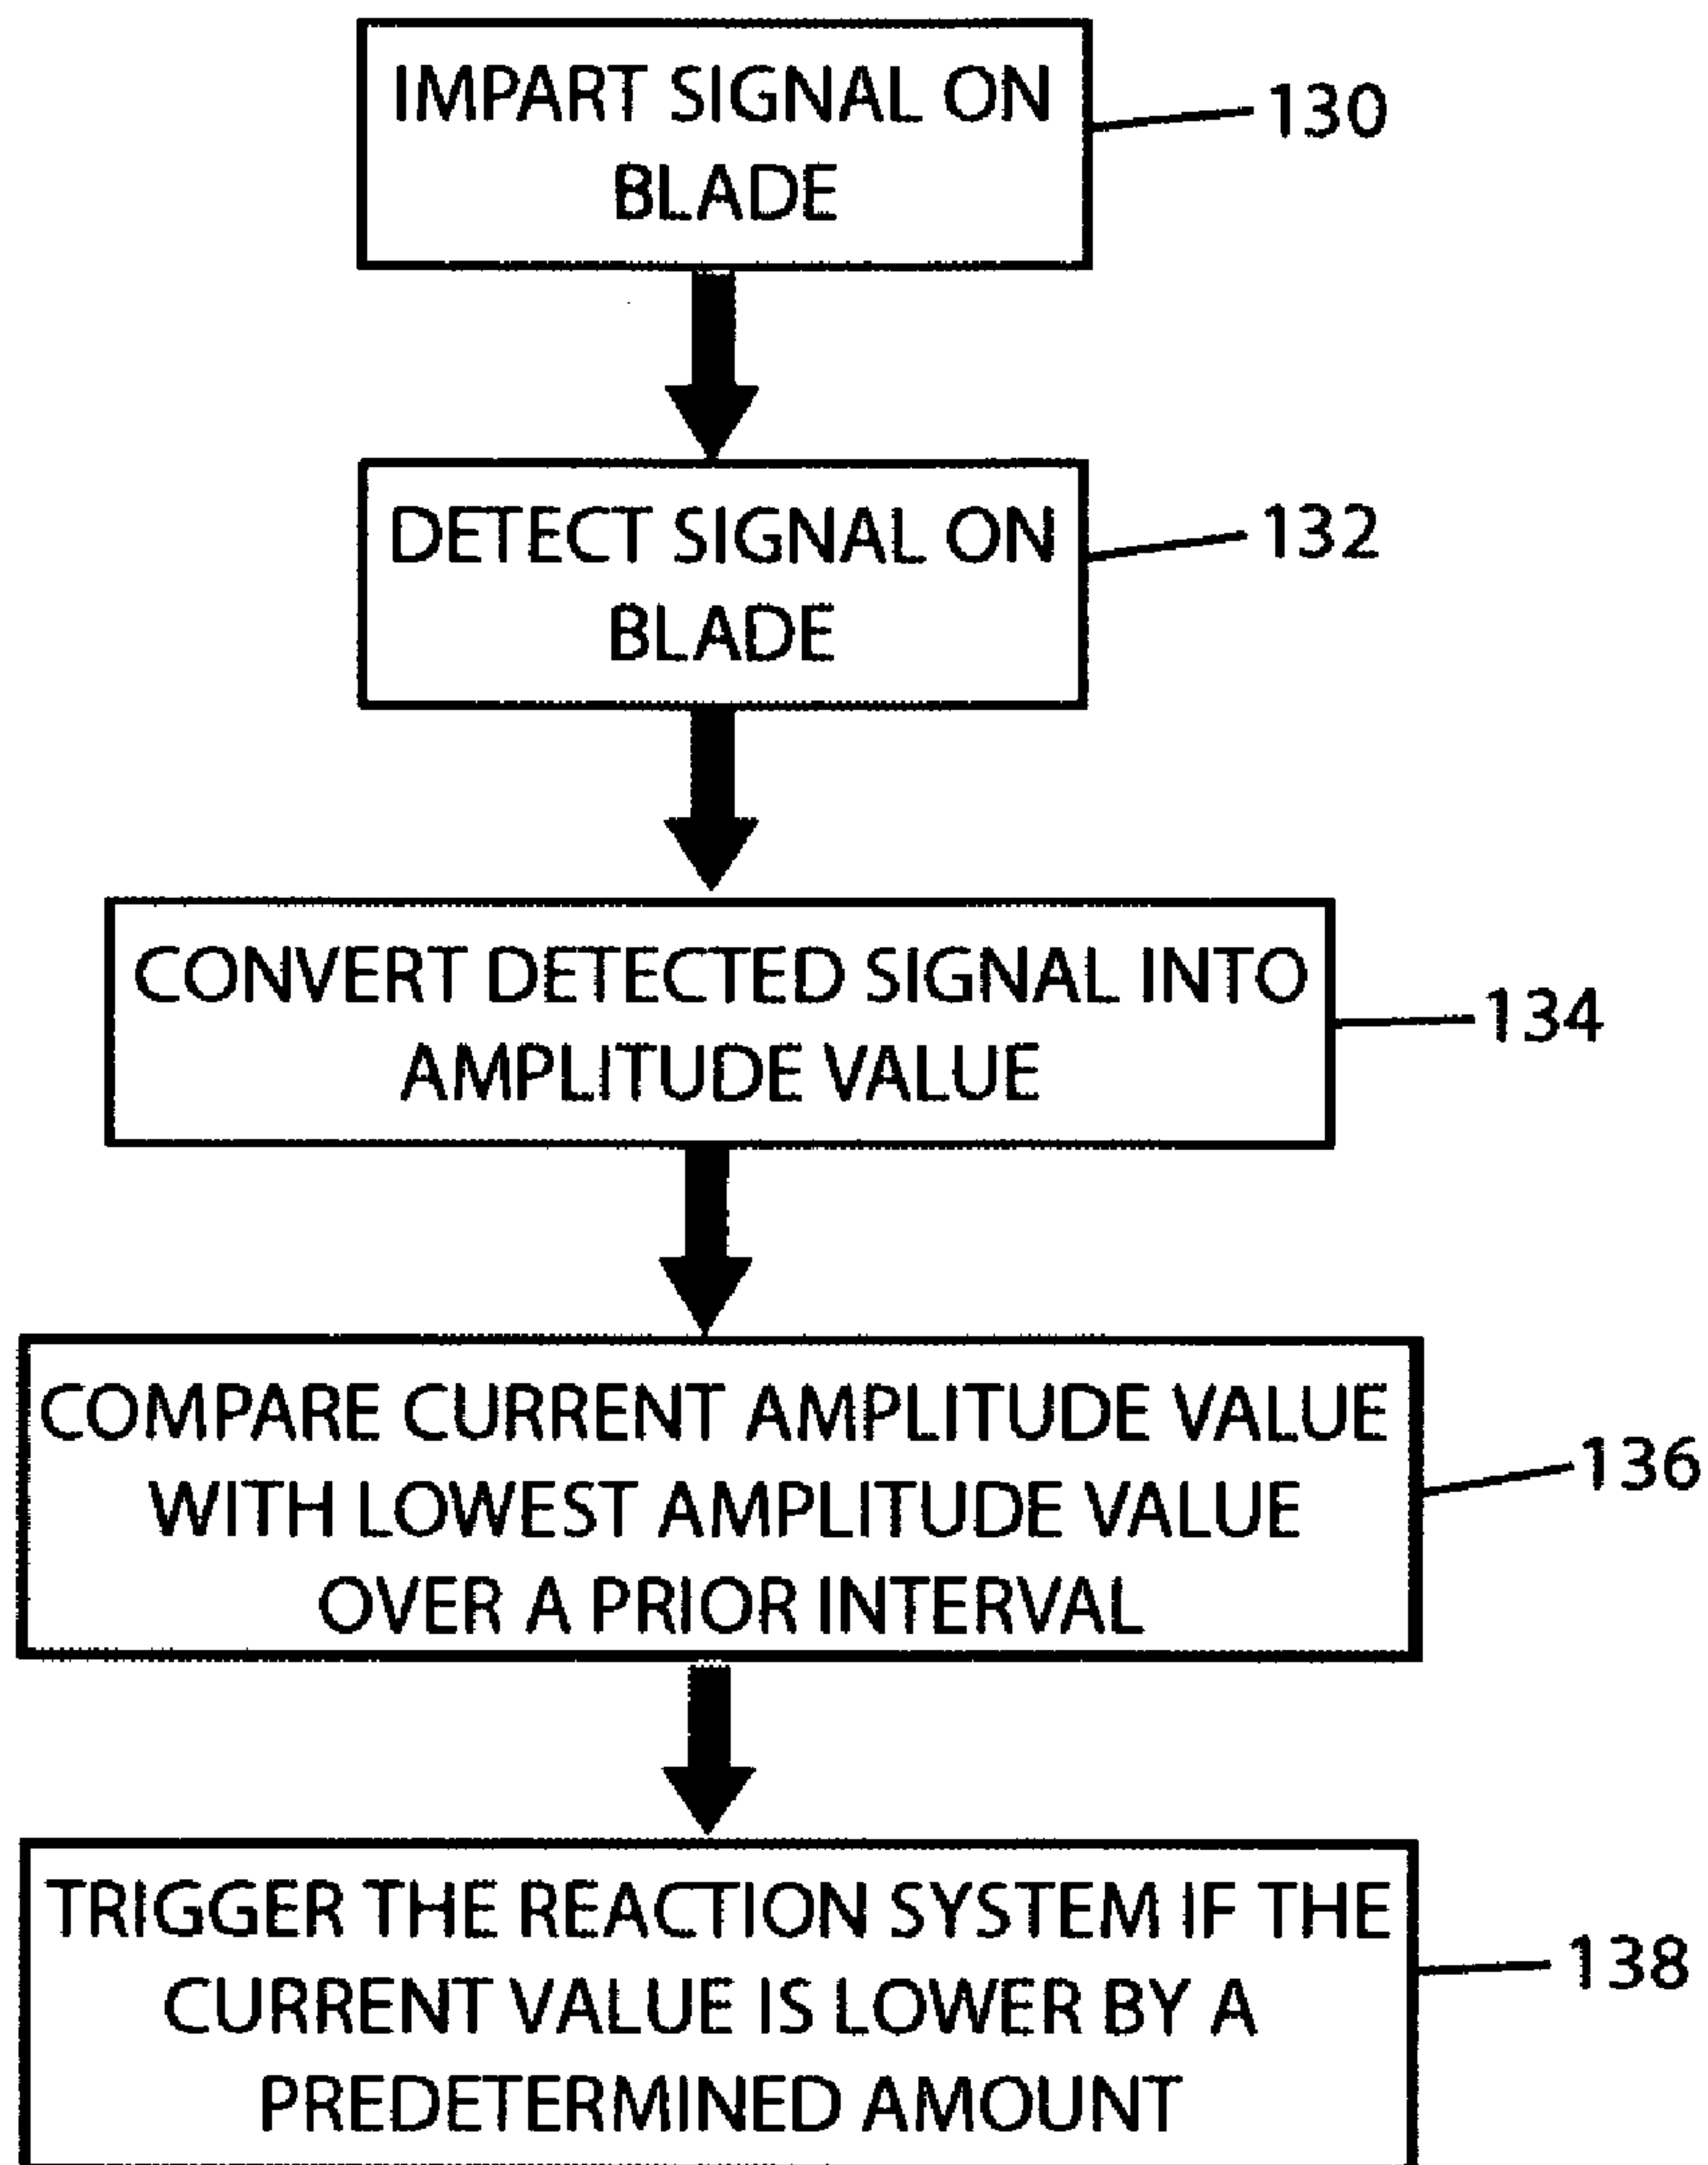 IMPART SIGNAL ON
BLADE
130
DETECT SIGNAL ON
BLADE
132
CONVERT DETECTED SIGNAL INTO
AMPLITUDE VALUE
134
COMPARE CURRENT AMPLITUDE VALUE
WITH LOWEST AMPLITUDE VALUE
OVER A PRIOR INTERVAL
136
TRIGGER THE REACTION SYSTEM IF THE
CURRENT VALUE IS LOWER BY A
PREDETERMINED AMOUNT
138